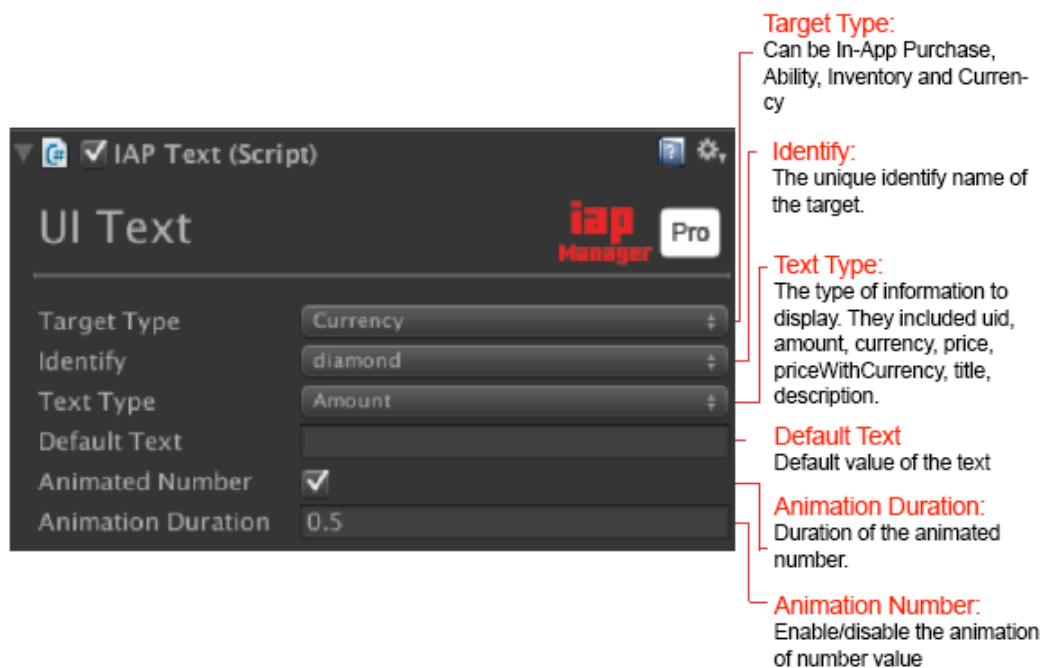 Target Type:
Can be In-App Purchase,
Ability, Inventory and Curren-
cy
IAP Text (Script)
Identify:
The unique identify name of
the target.
UI Text
iap
Manager
Pro
Text Type:
The type of information to
display. They included uid,
amount, currency, price,
priceWithCurrency, title,
description.
Target Type Currency
Identify diamond
Text Type Amount
Default Text
Animated Number
Animation Duration 0.5
Default Text
Default value of the text
Animation Duration:
Duration of the animated
number.
Animation Number:
Enable/disable the animation
of number value